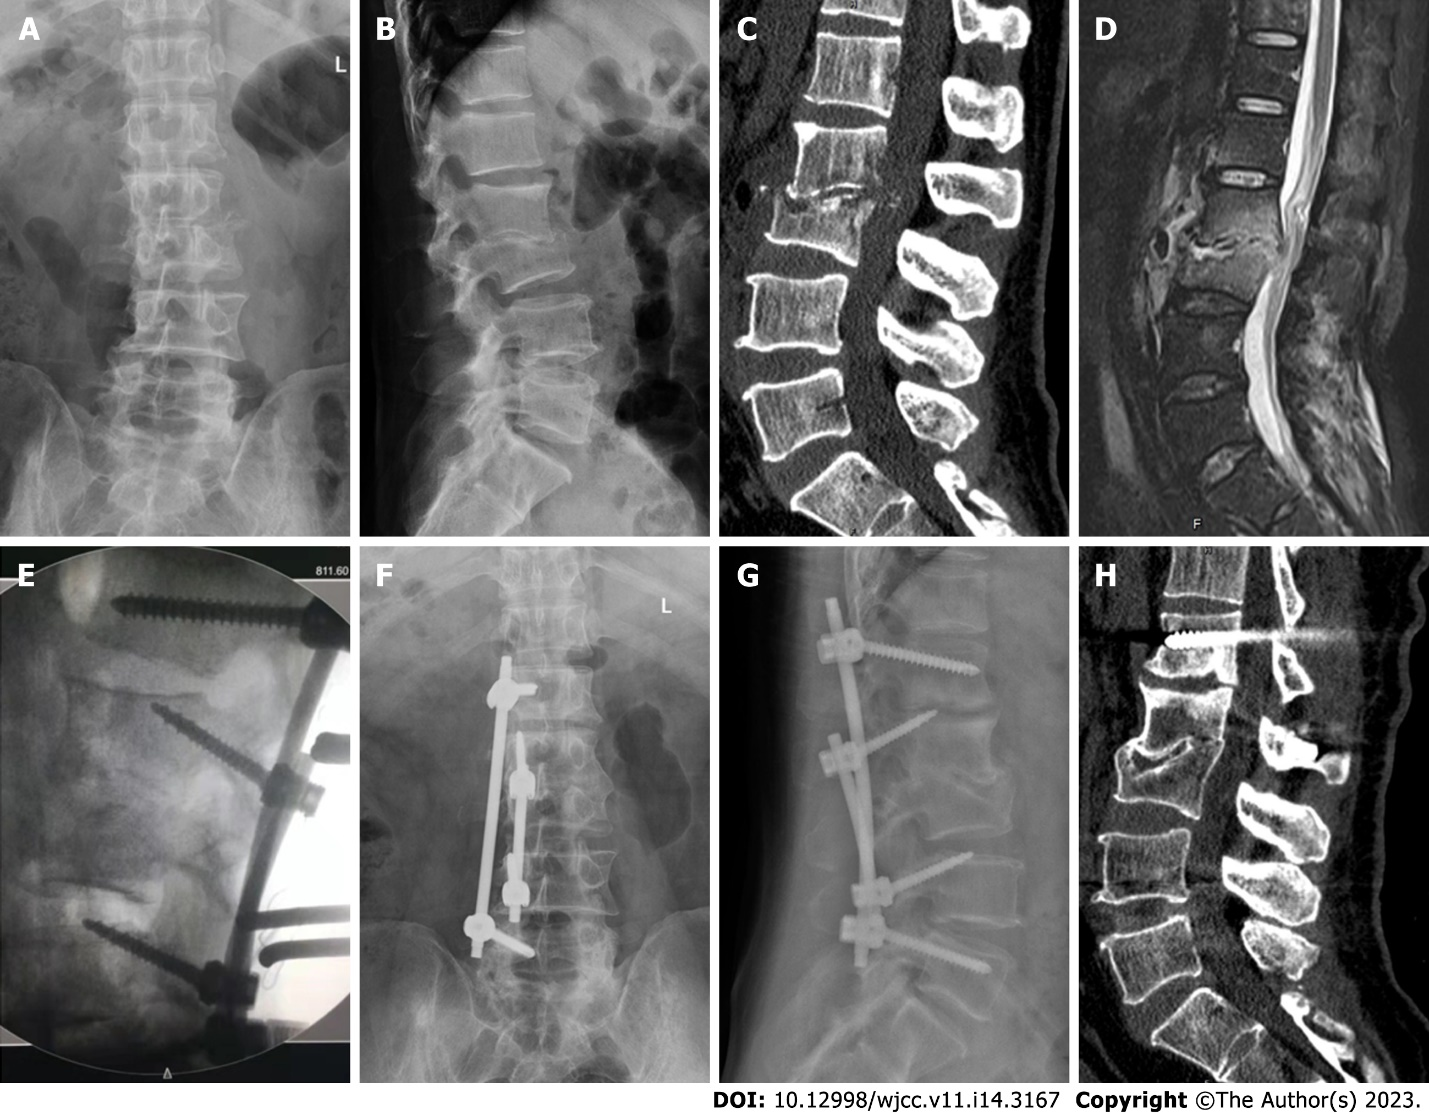 A
L
B
C
D
F
E
811.60
F
L
G
H
DOI: 10.12998/wjcc.v11.i14.3167 Copyright ©The Author(s) 2023.